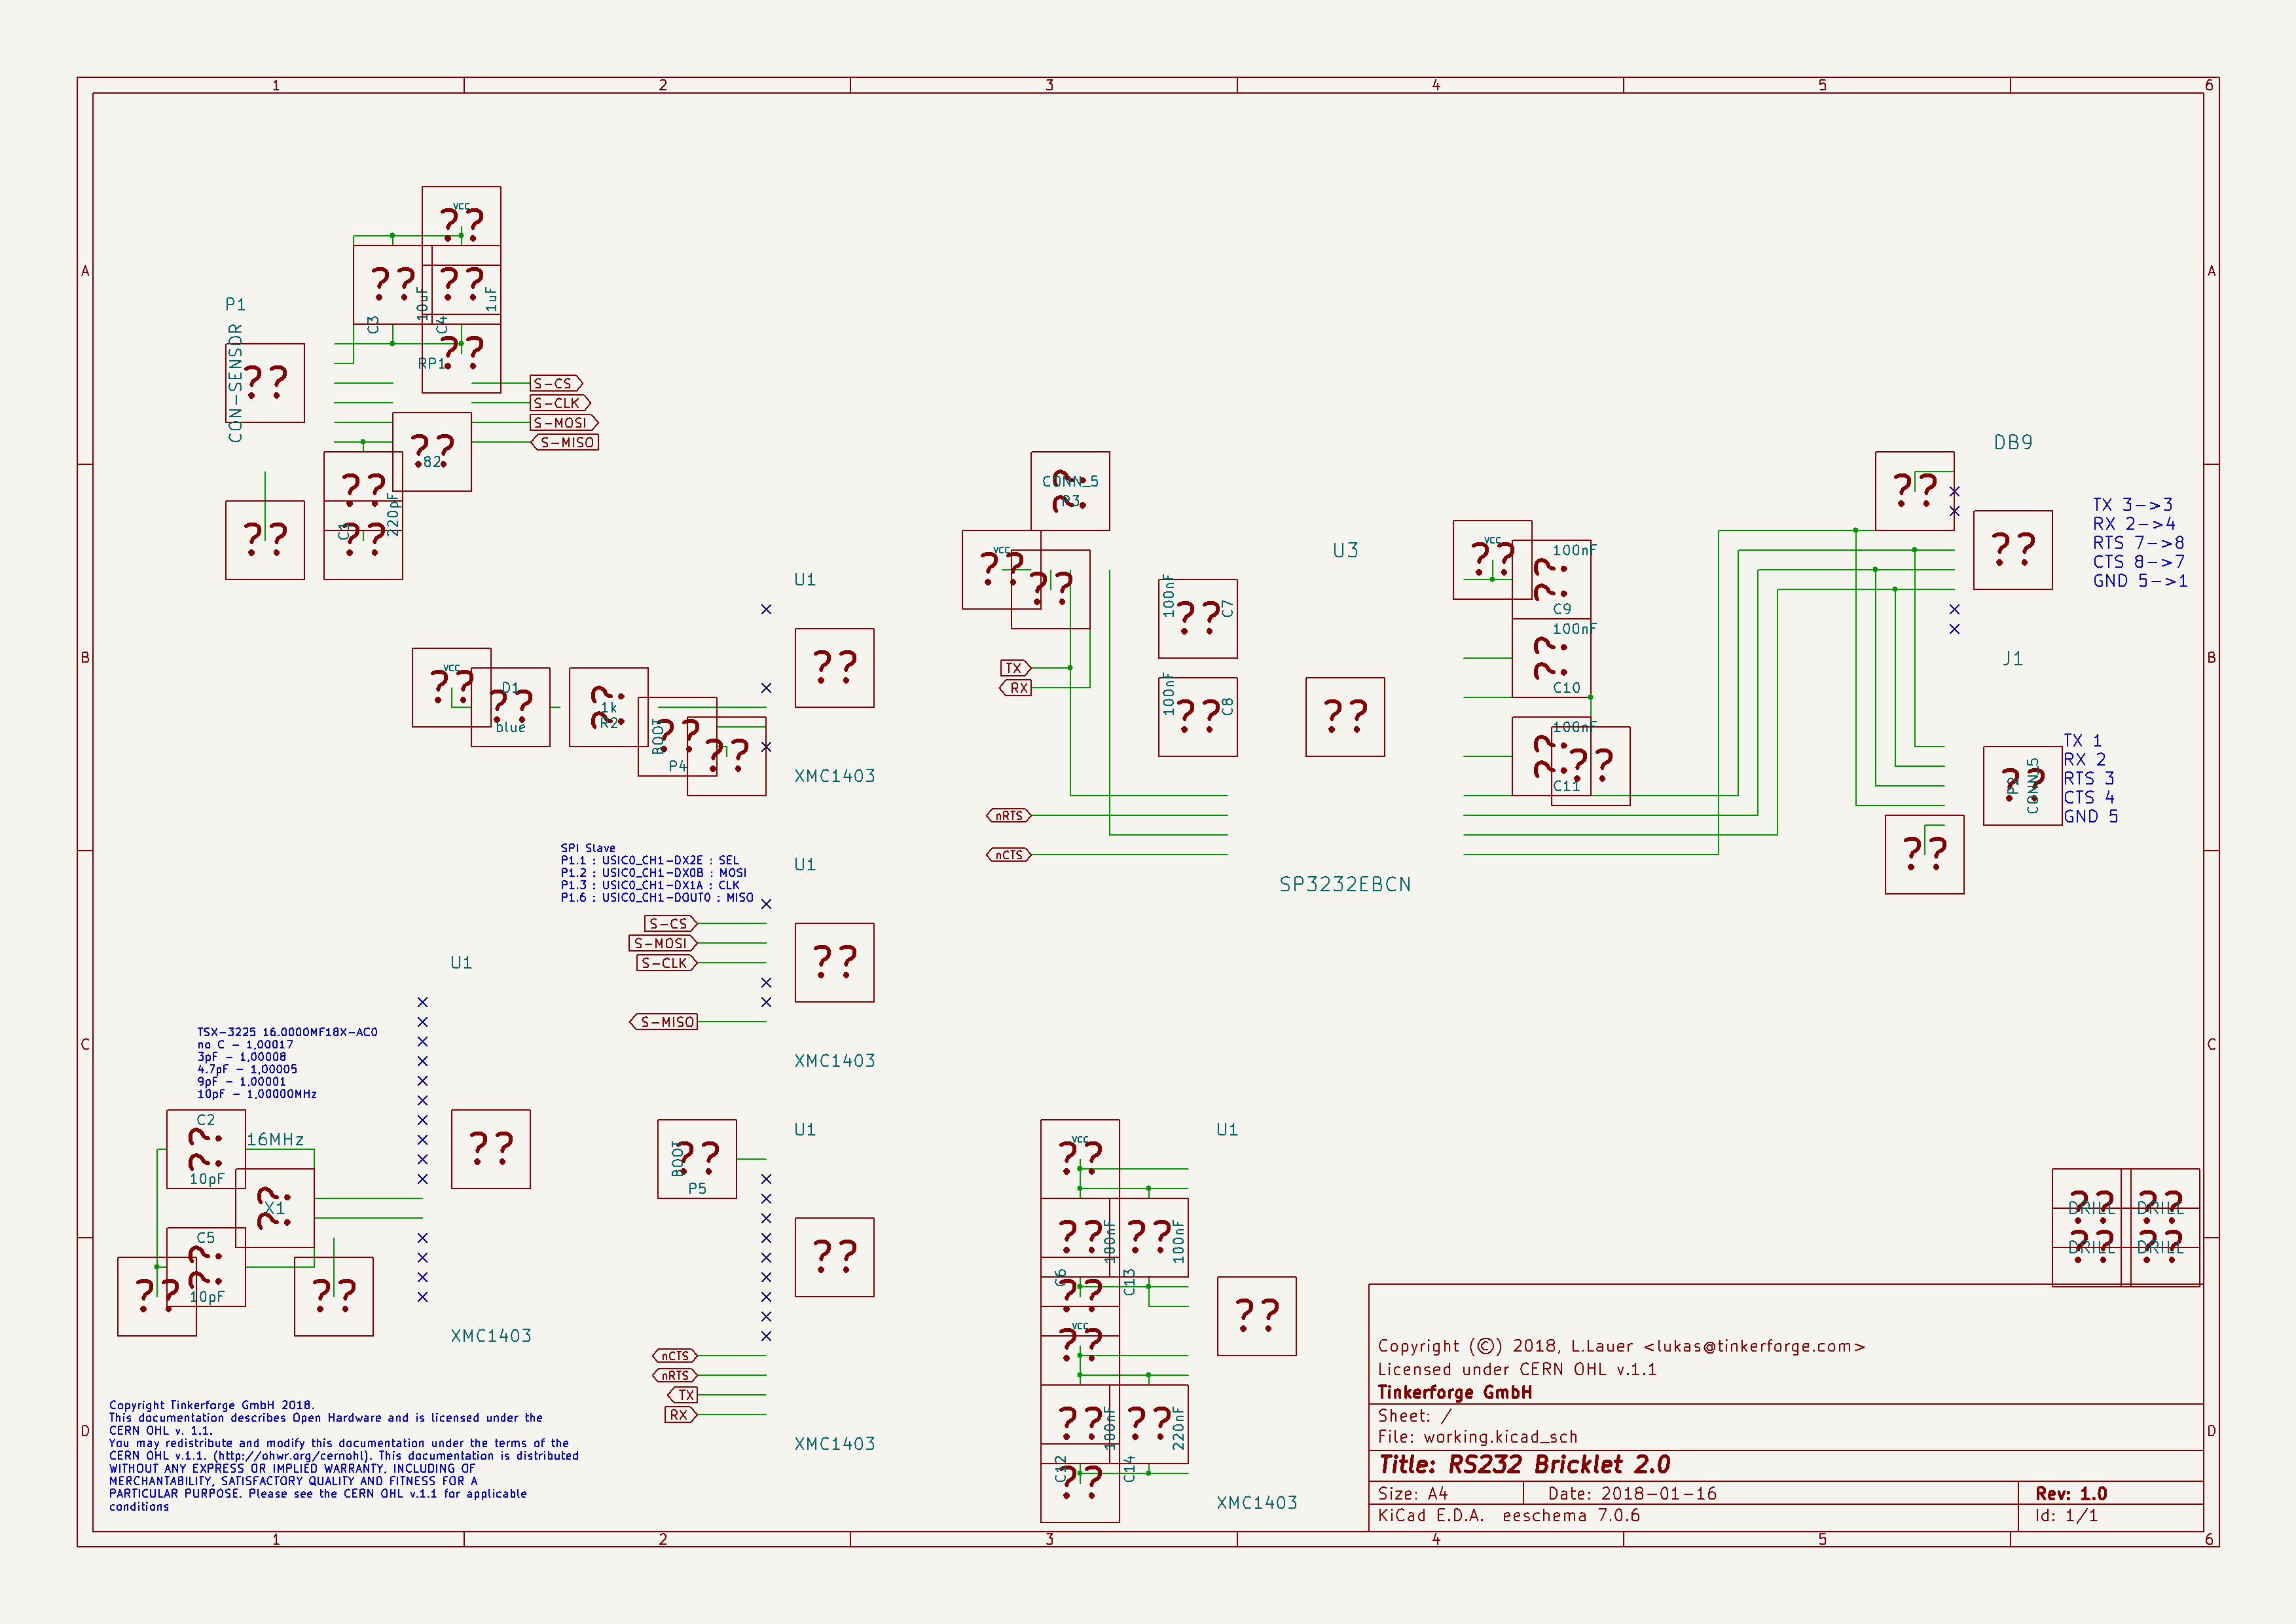 1 2 3 4 5 6
A A
B B
C C
D D
VCC
??
??
??
10uF
1uF
C3
C4
??
RP1
P1
CON-SENSOR
??
S-CS
S-CLK
S-MOSI
S-MISO
??
82
??
??
220pF
C1
??
U1
??
XMC1403
VCC
??
D1
??
blue
??
1k
R2
BOOT
??
P4
??
SPI Slave
P1.1 : USIC0_CH1-DX2E : SEL
P1.2 : USIC0_CH1-DX0B : MOSI
P1.3 : USIC0_CH1-DX1A : CLK
P1.6 : USIC0_CH1-DOUT0 : MISO
U1
S-CS
S-MOSI
S-CLK
S-MISO
??
XMC1403
U1
??
XMC1403
TSX-3225 16.0000MF18X-AC0
no C - 1,00017
3pF - 1,00008
4.7pF - 1,00005
9pF - 1,00001
10pF - 1,00000MHz
C2
??
10pF
16MHz
??
X1
C5
??
10pF
??
??
BOOT
??
P5
U1
??
nCTS
nRTS
TX
RX
XMC1403
CONN_5
??
P3
VCC
??
??
TX
RX
nRTS
nCTS
100nF
??
C7
100nF
??
C8
U3
??
SP3232EBCN
VCC
??
100nF
??
C9
100nF
??
C10
100nF
??
C11
??
DB9
??
??
J1
TX 3->3
RX 2->4
RTS 7->8
CTS 8->7
GND 5->1
??
P2
CONN_5
TX 1
RX 2
RTS 3
CTS 4
GND 5
??
U1
VCC
??
??
100nF
C6
??
100nF
C13
??
VCC
??
??
100nF
C12
??
220nF
C14
??
??
XMC1403
??
DRILL
??
DRILL
??
DRILL
??
DRILL
Copyright Tinkerforge GmbH 2018.
This documentation describes Open Hardware and is licensed under the
CERN OHL v. 1.1.
You may redistribute and modify this documentation under the terms of the
CERN OHL v.1.1. (http://ohwr.org/cernohl). This documentation is distributed
WITHOUT ANY EXPRESS OR IMPLIED WARRANTY, INCLUDING OF
MERCHANTABILITY, SATISFACTORY QUALITY AND FITNESS FOR A
PARTICULAR PURPOSE. Please see the CERN OHL v.1.1 for applicable
conditions
Copyright (©) 2018, L.Lauer <lukas@tinkerforge.com>
Licensed under CERN OHL v.1.1
Tinkerforge GmbH
Sheet: /
File: working.kicad_sch
Title: RS232 Bricklet 2.0
Size: A4 Date: 2018-01-16 Rev: 1.0
KiCad E.D.A. eeschema 7.0.6 Id: 1/1
1 2 3 4 5 6